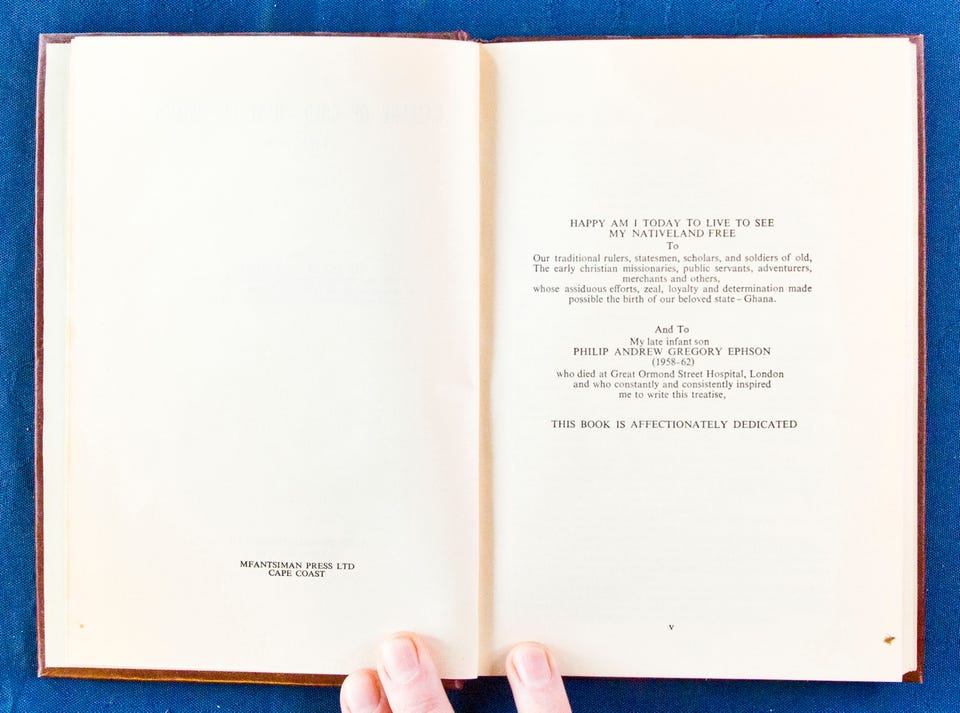 MFANTSIMAN PRESS LTD
CAPE COAST
HAPPY AM I TODAY TO LIVE TO SEE
MY NATIVELAND FREE
To
Our traditional rulers, statesmen, scholars, and soldiers of old,
The early christian missionaries, public servants, adventurers,
merchants and others,
whose assiduous efforts, zeal, loyalty and determination made
possible the birth of our beloved state – Ghana.
And To
My late infant son
PHILIP ANDREW GREGORY EPHSON
(1958–62)
who died at Great Ormond Street Hospital, London
and who constantly and consistently inspired
me to write this treatise,
THIS BOOK IS AFFECTIONATELY DEDICATED
v